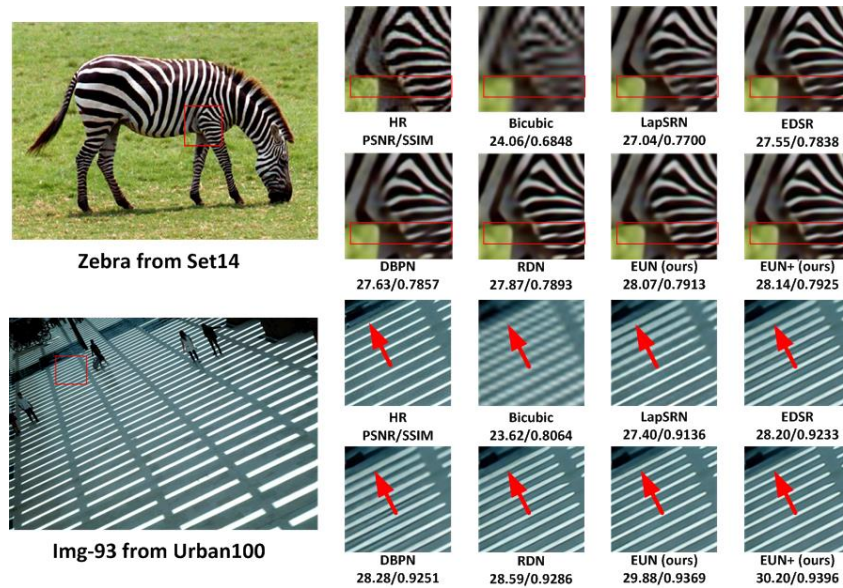 HR Bicubic LapSRN EDSR
PSNR/SSIM 24.06/0.6848 27.04/0.7700 27.55/0.7838
Zebra from Set14
DBPN RDN EUN (ours) EUN+ (ours)
27.63/0.7857 27.87/0.7893 28.07/0.7913 28.14/0.7925
HR Bicubic LapSRN EDSR
PSNR/SSIM 23.62/0.8064 27.40/0.9136 28.20/0.9233
Img-93 from Urban100
DBPN RDN EUN (ours) EUN+ (ours)
28.28/0.9251 28.59/0.9286 29.88/0.9369 30.20/0.9396